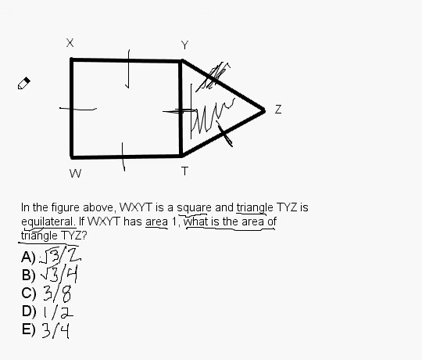 X Y
Z
W T
In the figure above, WXYT is a square and triangle TYZ is
equilateral. If WXYT has area 1, what is the area of
triangle TYZ?
A) √3/2
B) √3/4
C) 3/8
D) 1/2
E) 3/4